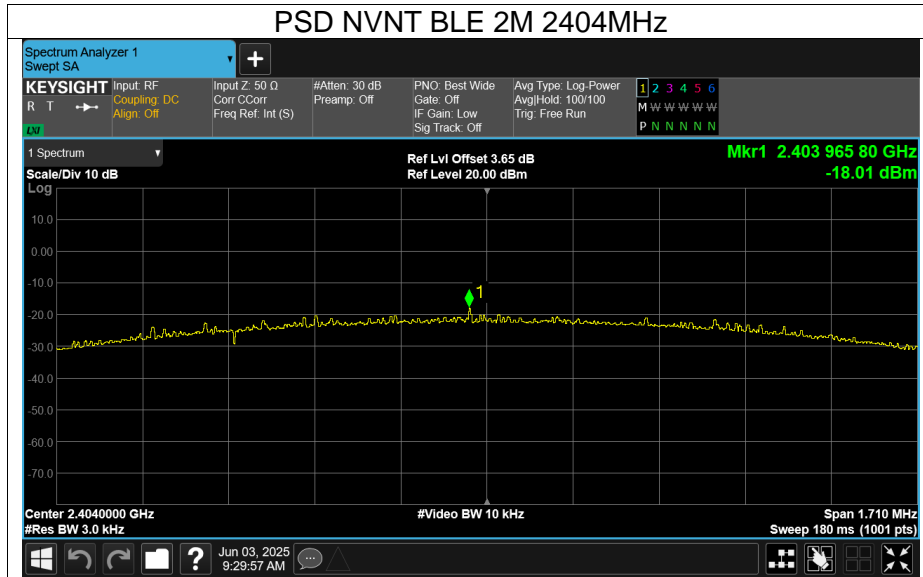 PSD NVNT BLE 2M 2404MHz
Spectrum Analyzer 1
Swept SA
+
KEYSIGHT
R T
LXI
Input: RF
Coupling: DC
Align: Off
Input Z: 50 Ω
Corr CCorr
Freq Ref: Int (S)
#Atten: 30 dB
Preamp: Off
PNO: Best Wide
Gate: Off
IF Gain: Low
Sig Track: Off
Avg Type: Log-Power
Avg|Hold: 100/100
Trig: Free Run
1 2 3 4 5 6
M W W W W W
P N N N N N
1 Spectrum
Scale/Div 10 dB
Ref Lvl Offset 3.65 dB
Ref Level 20.00 dBm
Mkr1 2.403 965 80 GHz
-18.01 dBm
Log
10.0
0.00
-10.0
-20.0
-30.0
-40.0
-50.0
-60.0
-70.0
1
Center 2.4040000 GHz
#Res BW 3.0 kHz
#Video BW 10 kHz
Span 1.710 MHz
Sweep 180 ms (1001 pts)
?
Jun 03, 2025
9:29:57 AM